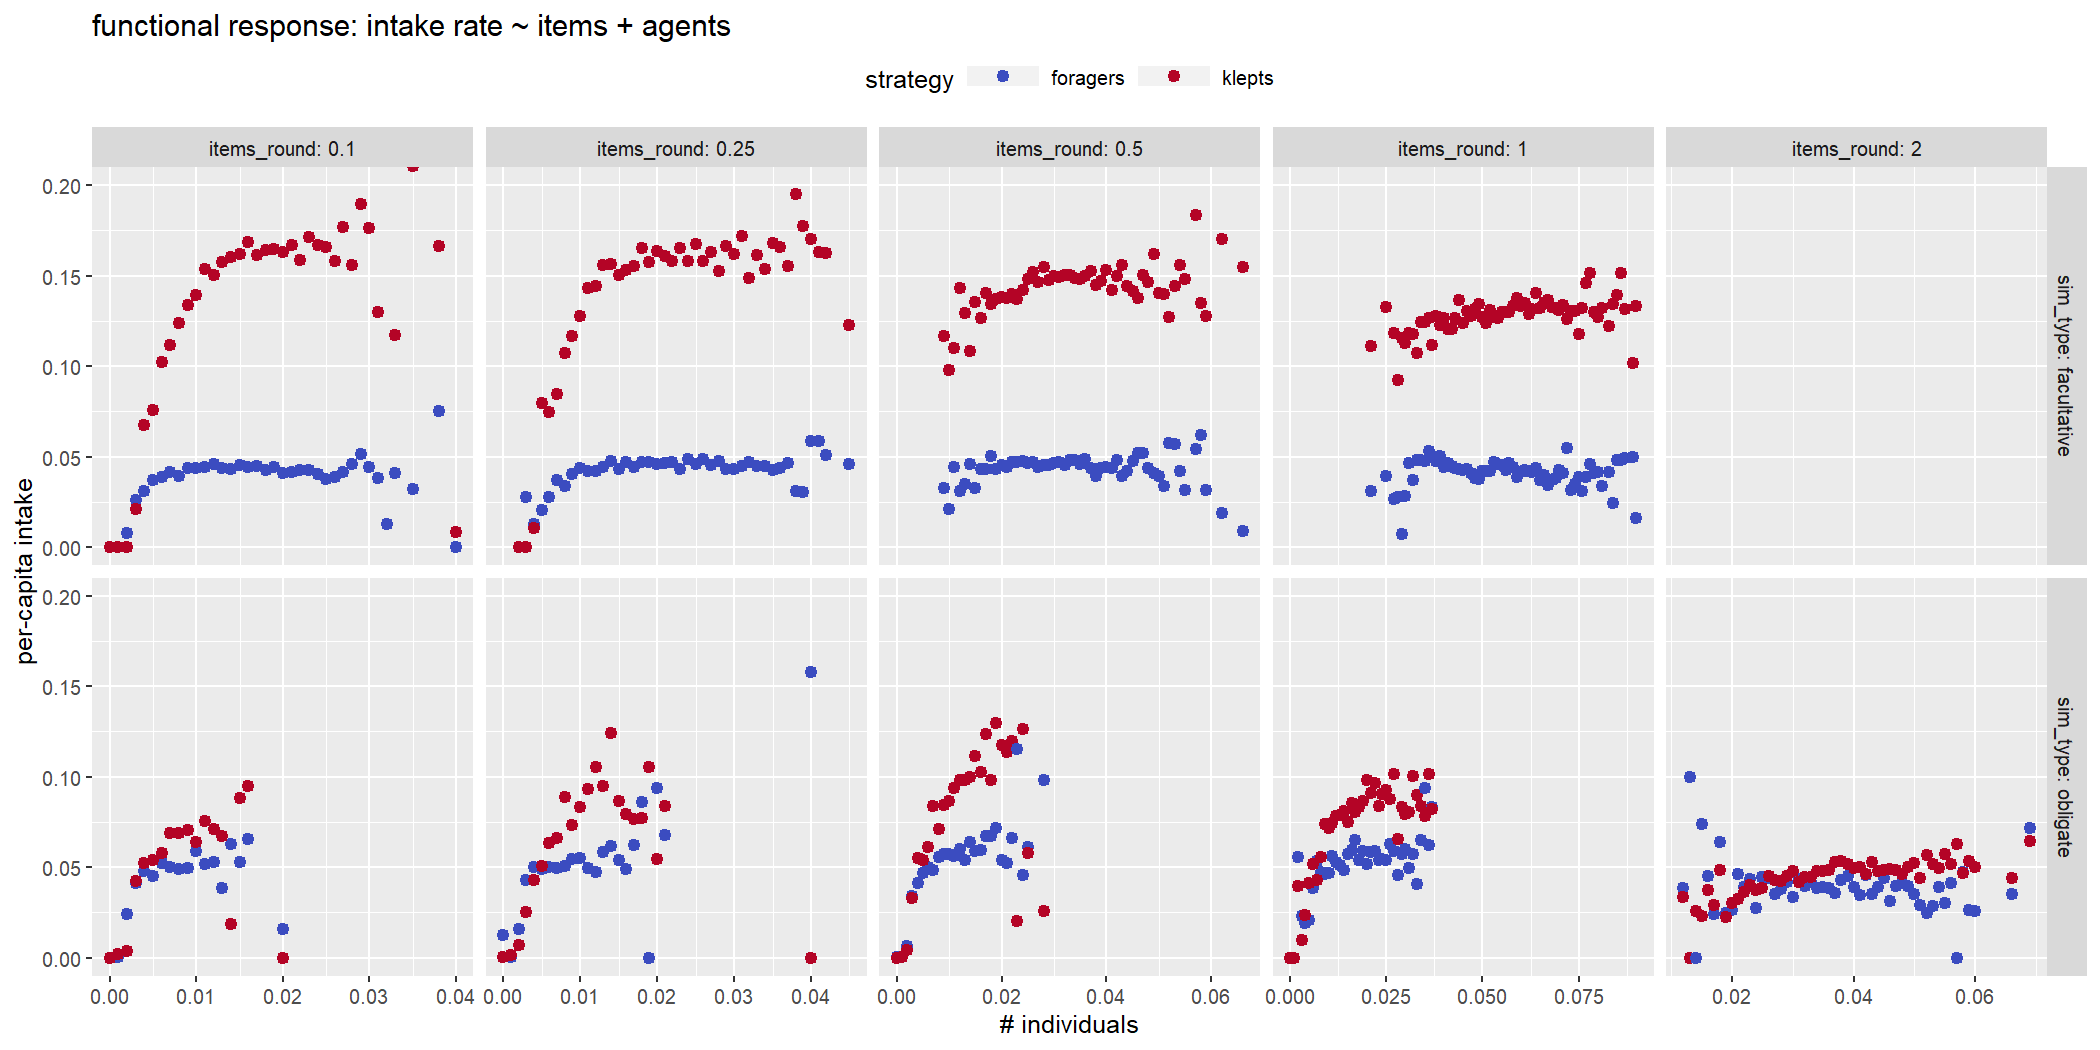 functional response: intake rate ~ items + agents
strategy foragers klepts
items_round: 0.1 items_round: 0.25 items_round: 0.5 items_round: 1 items_round: 2
0.20
0.15
0.10
0.05
0.00
sim_type: facultative
per-capita intake
0.20
0.15
0.10
0.05
0.00
sim_type: obligate
0.00 0.01 0.02 0.03 0.04 0.00 0.01 0.02 0.03 0.04 0.00 0.02 0.04 0.06 0.000 0.025 0.050 0.075 0.02 0.04 0.06
# individuals